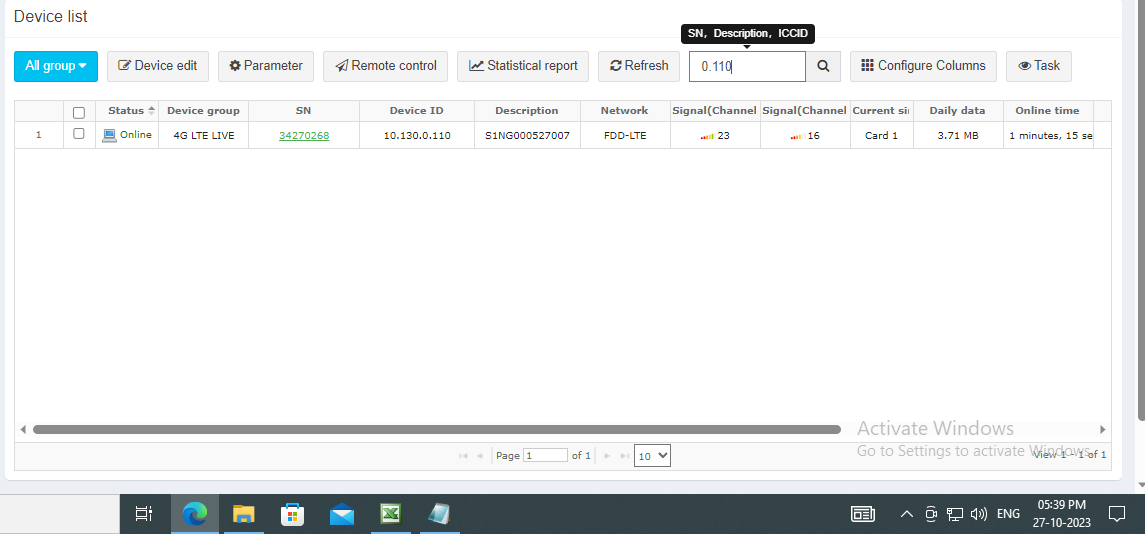 Device list
SN, Description, ICCID
All group Device edit Parameter Remote control Statistical report Refresh 0.110 Configure Columns Task
Status Device group SN Device ID Description Network Signal(Channel Signal(Channel Current si Daily data Online time
1 Online 4G LTE LIVE 34270268 10.130.0.110 S1NG000527007 FDD-LTE 23 16 Card 1 3.71 MB 1 minutes, 15 se
Activate Windows
Go to Settings to activate Windows.
Page 1 of 1 10 View 1 - 1 of 1
05:39 PM
ENG
27-10-2023